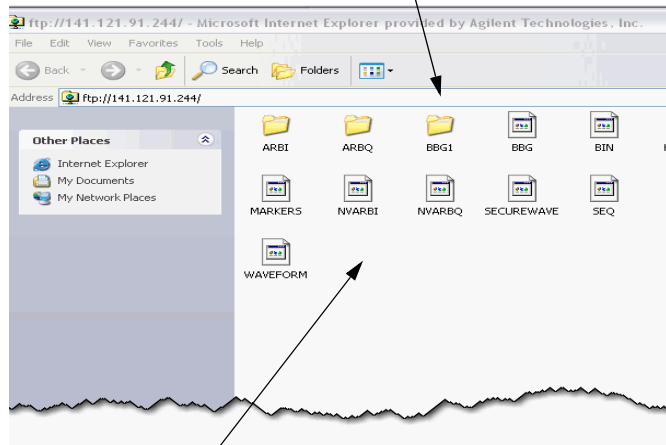 ftp://141.121.91.244/ - Microsoft Internet Explorer provided by Agilent Technologies, Inc.
File Edit View Favorites Tools Help
Back Search Folders
Address ftp://141.121.91.244/
Other Places
Internet Explorer
My Documents
My Network Places
ARBI ARBQ BBG1 BBG BIN
MARKERS NVARBI NVARBQ SECUREWAVE SEQ
WAVEFORM